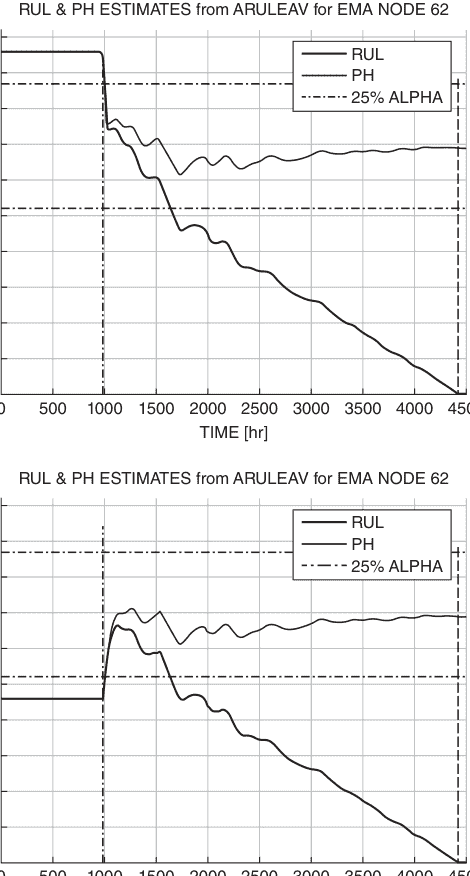 RUL & PH ESTIMATES from ARULEAV for EMA NODE 62
RUL
PH
25% ALPHA
0 500 1000 1500 2000 2500 3000 3500 4000 450
TIME [hr]
RUL & PH ESTIMATES from ARULEAV for EMA NODE 62
RUL
PH
25% ALPHA
0 500 1000 1500 2000 2500 3000 3500 4000 450